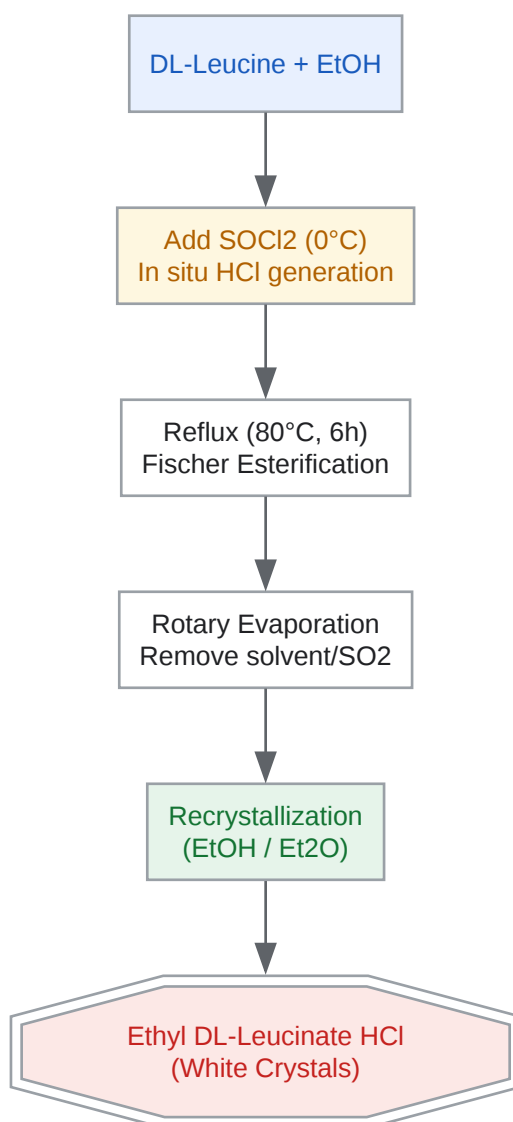 DL-Leucine + EtOH
Add SOCl2 (0°C)
In situ HCl generation
Reflux (80°C, 6h)
Fischer Esterification
Rotary Evaporation
Remove solvent/SO2
Recrystallization
(EtOH / Et2O)
Ethyl DL-Leucinate HCl
(White Crystals)